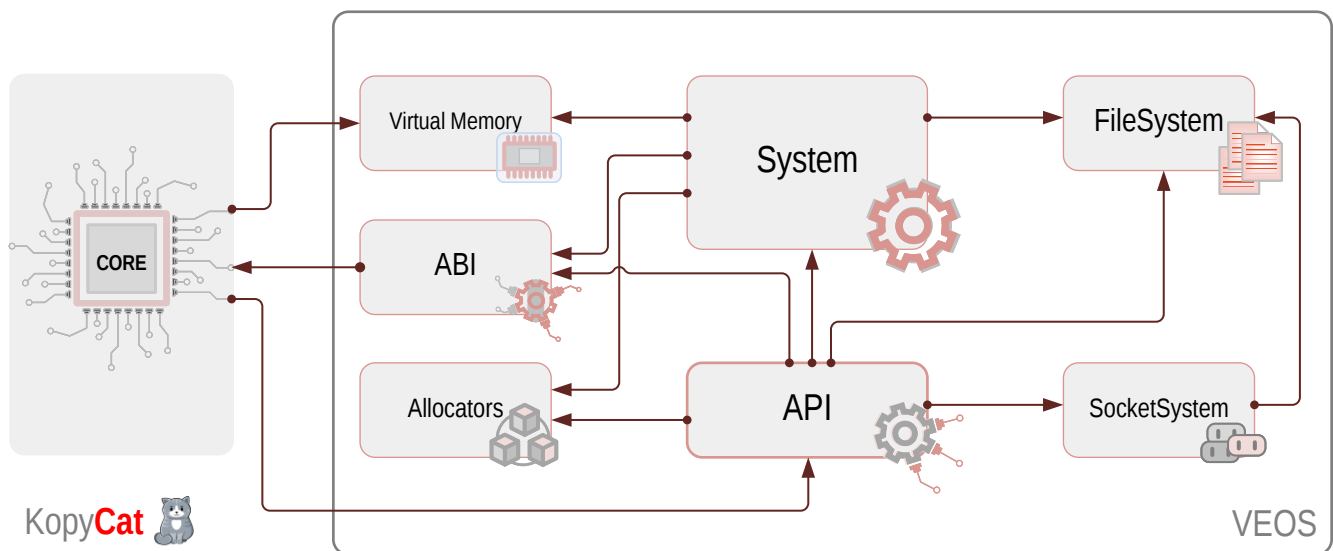 Virtual Memory
System
FileSystem
CORE
ABI
Allocators
API
SocketSystem
KopyCat
VEOS